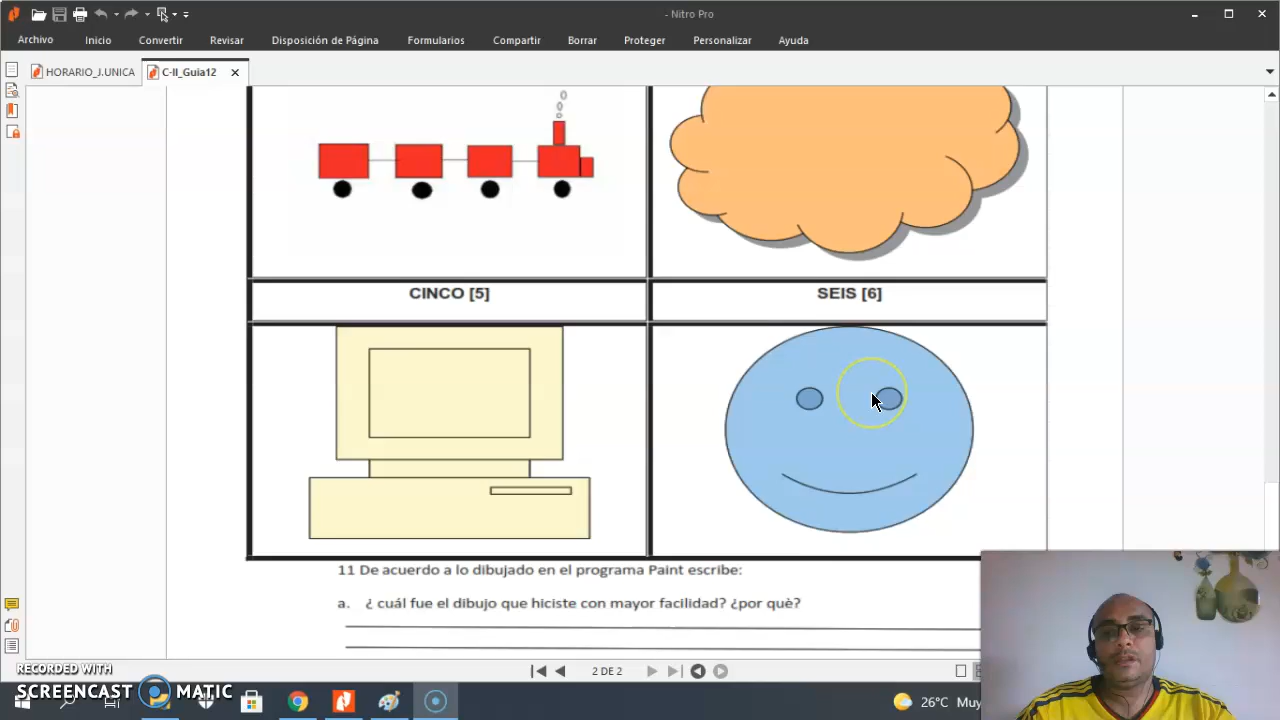 - Nitro Pro
Archivo Inicio Convertir Revisar Disposición de Página Formularios Compartir Borrar Proteger Personalizar Ayuda
HORARIO_J.UNICA C-II_Guia12
CINCO [5] SEIS [6]
11 De acuerdo a lo dibujado en el programa Paint escribe:
a. ¿ cuál fue el dibujo que hiciste con mayor facilidad? ¿por què?
2 DE 2
RECORDED WITH
SCREENCAST MATIC
26°C Muy